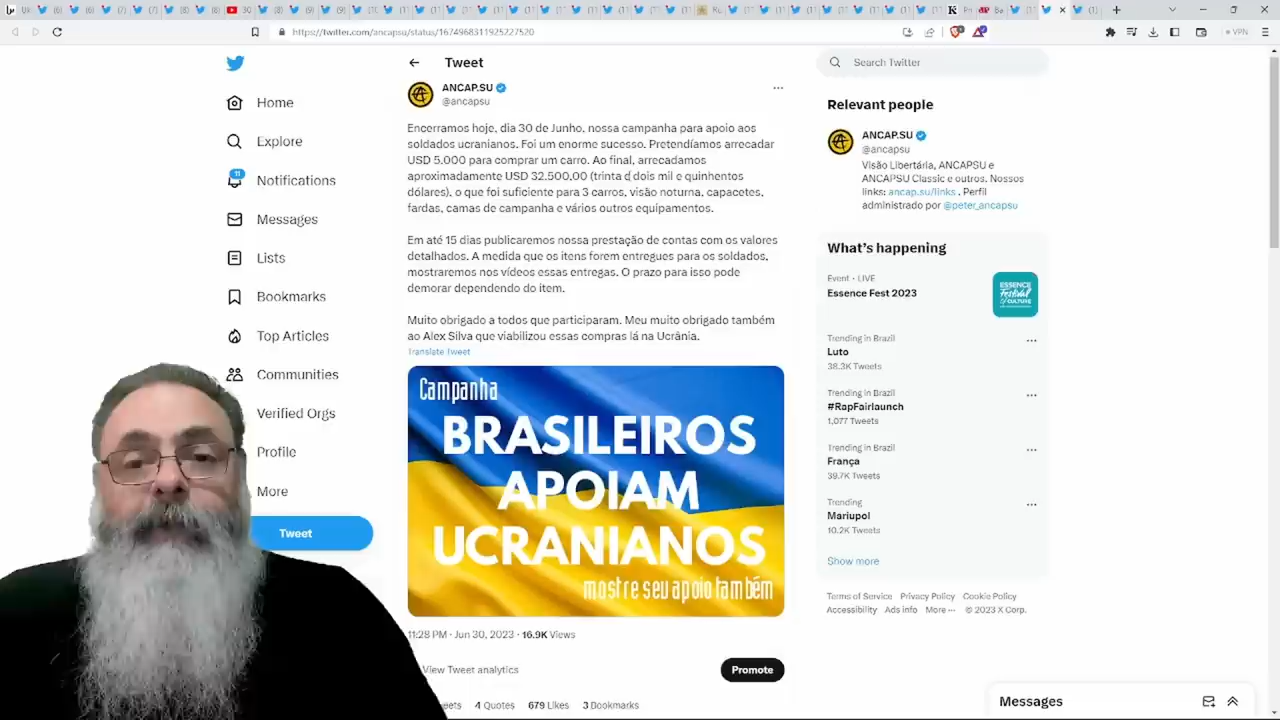 https://twitter.com/ancapsu/status/1674968311925227520
VPN
Home
Explore
11
Notifications
Messages
Lists
Bookmarks
Top Articles
Communities
Verified Orgs
Profile
More
Tweet
Tweet
ANCAP.SU
@ancapsu
Encerramos hoje, dia 30 de Junho, nossa campanha para apoio aos
soldados ucranianos. Foi um enorme sucesso. Pretendíamos arrecadar
USD 5.000 para comprar um carro. Ao final, arrecadamos
aproximadamente USD 32.500,00 (trinta d dois mil e quinhentos
dólares), o que foi suficiente para 3 carros, visão noturna, capacetes,
fardas, camas de campanha e vários outros equipamentos.
Em até 15 dias publicaremos nossa prestação de contas com os valores
detalhados. A medida que os itens forem entregues para os soldados,
mostraremos nos vídeos essas entregas. O prazo para isso pode
demorar dependendo do item.
Muito obrigado a todos que participaram. Meu muito obrigado também
ao Alex Silva que viabilizou essas compras lá na Ucrânia.
Translate Tweet
Campanha
BRASILEIROS
APOIAM
UCRANIANOS
mostre seu apoio também
11:28 PM · Jun 30, 2023 · 16.9K Views
View Tweet analytics
Promote
4 Quotes 679 Likes 3 Bookmarks
Search Twitter
Relevant people
ANCAP.SU
@ancapsu
Visão Libertária, ANCAPSU e
ANCAPSU Classic e outros. Nossos
links: ancap.su/links . Perfil
administrado por @peter_ancapsu
What's happening
Event · LIVE
Essence Fest 2023
ESSENCE
Festival
of CULTURE
Trending in Brazil
Luto
38.3K Tweets
Trending in Brazil
#RapFairlaunch
1,077 Tweets
Trending in Brazil
França
39.7K Tweets
Trending
Mariupol
10.2K Tweets
Show more
Terms of Service Privacy Policy Cookie Policy
Accessibility Ads info More ··· © 2023 X Corp.
Messages